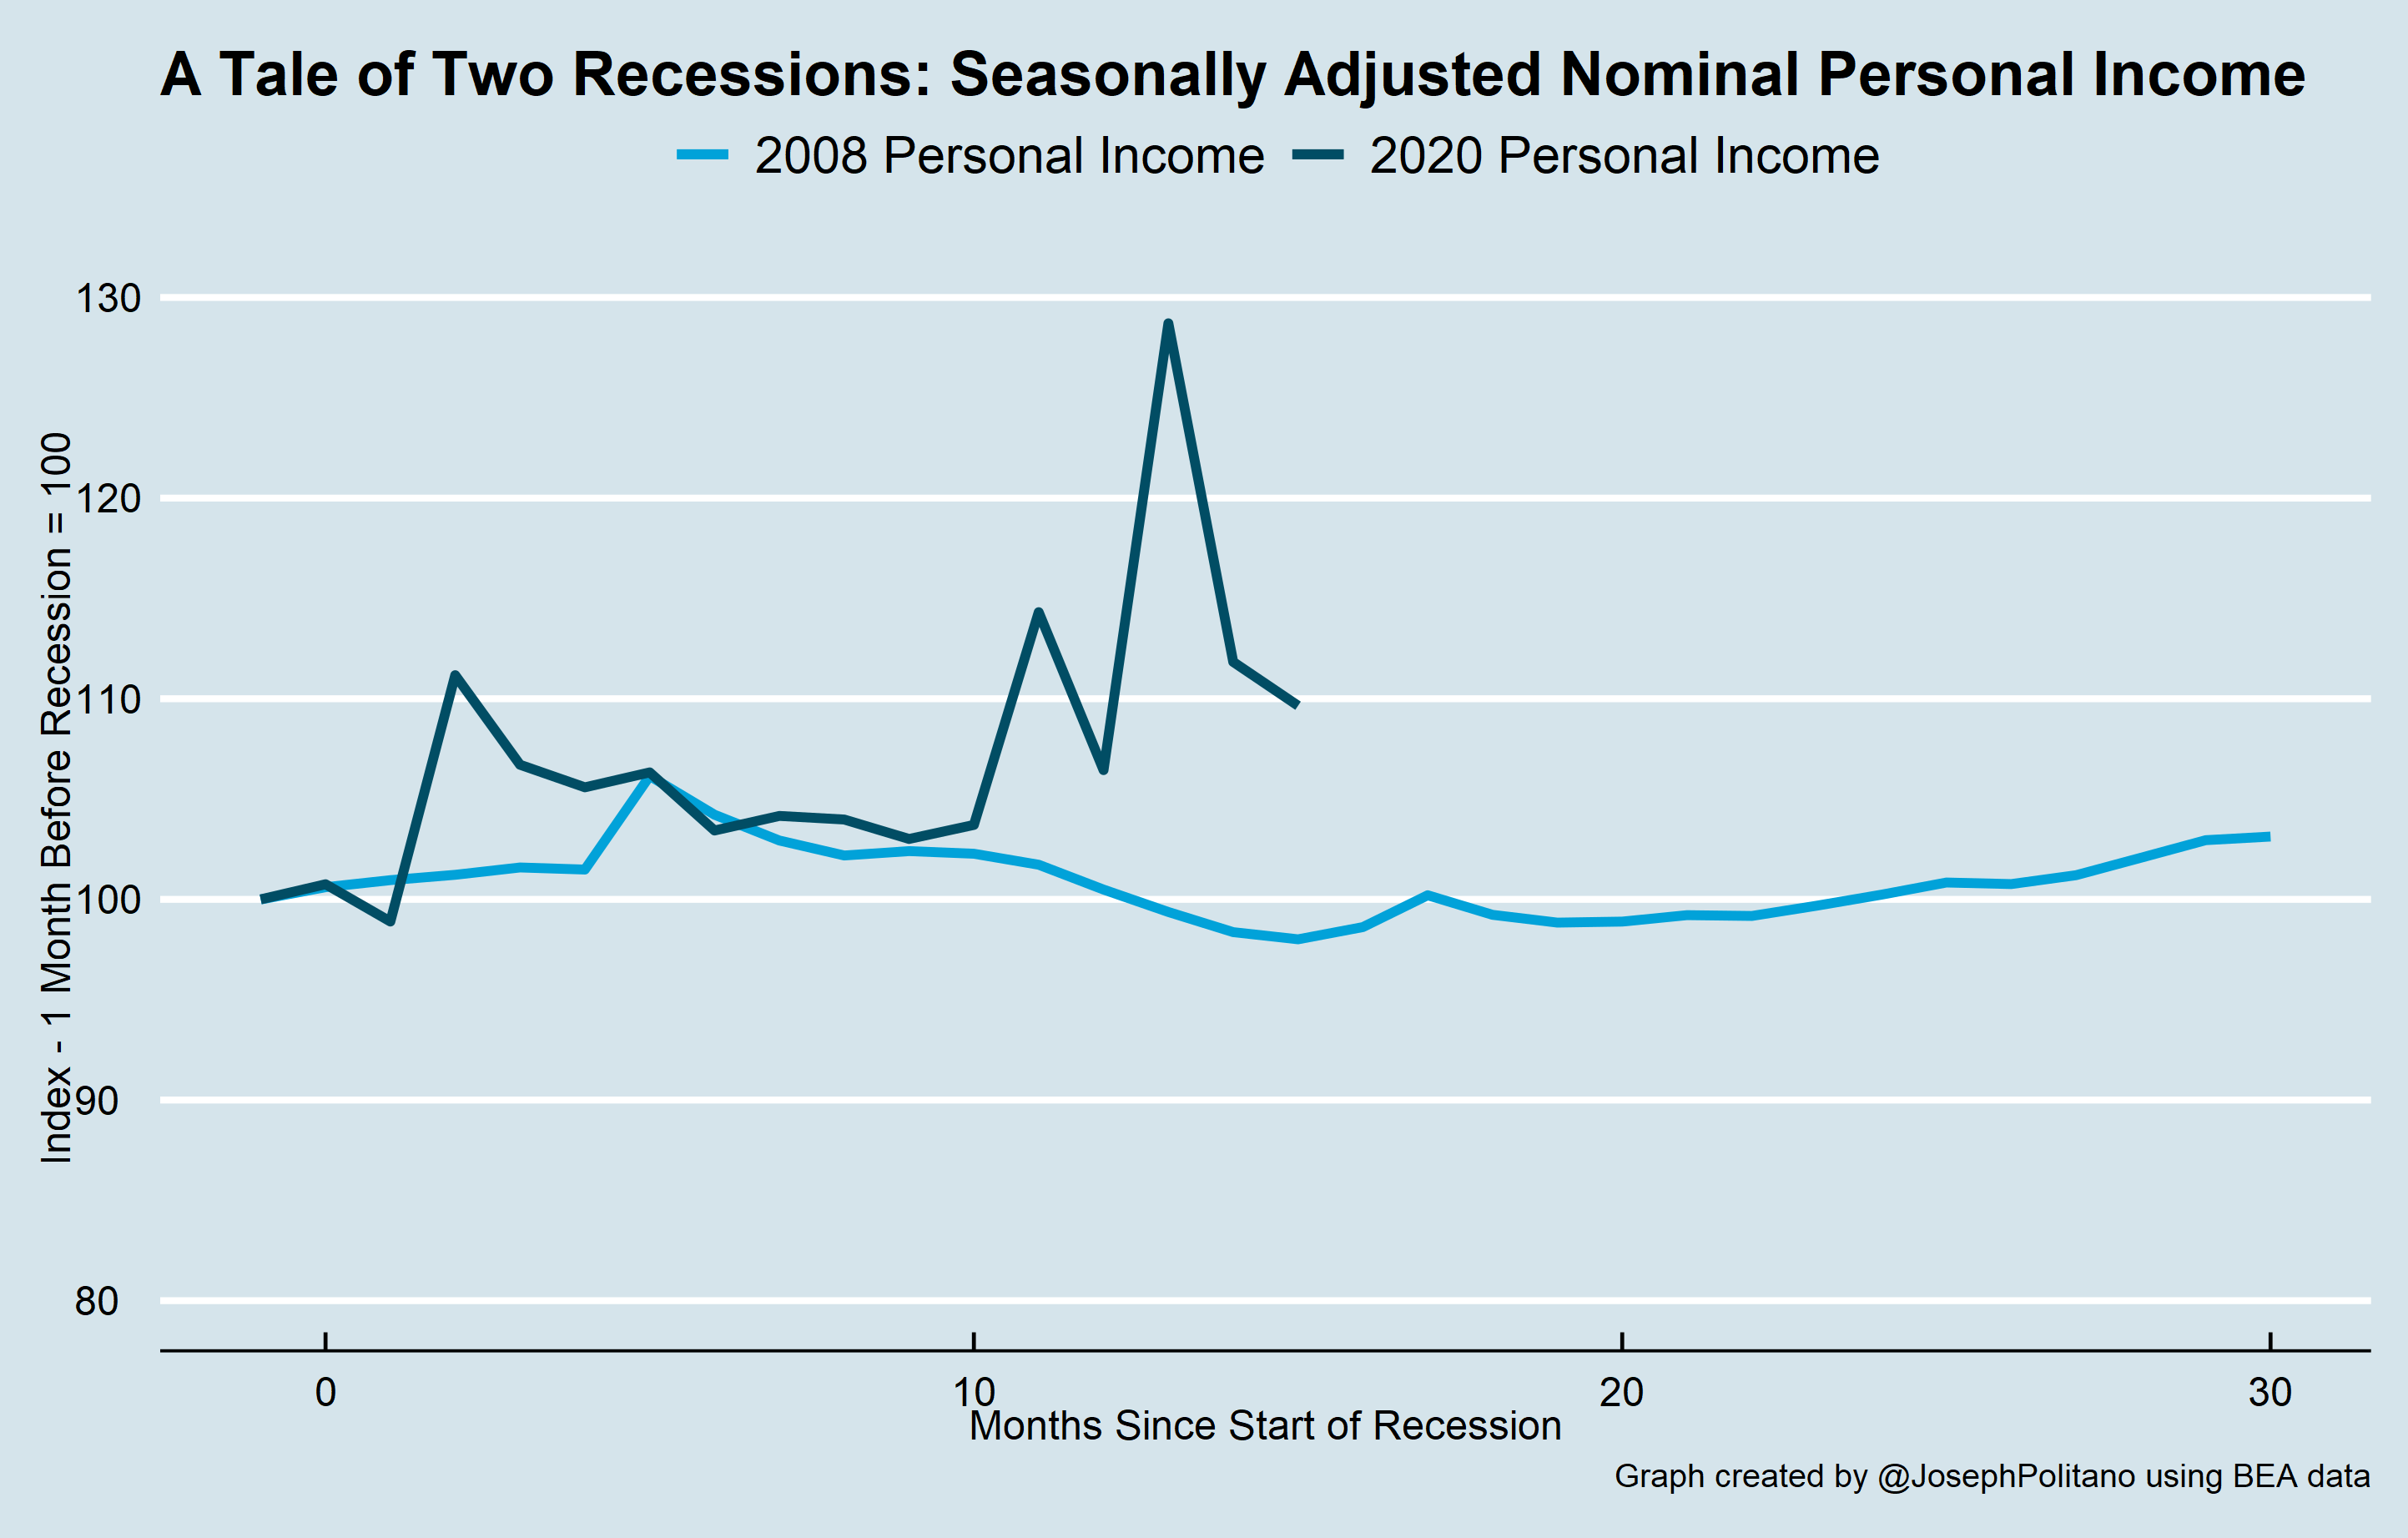 A Tale of Two Recessions: Seasonally Adjusted Nominal Personal Income
2008 Personal Income
2020 Personal Income
Index - 1 Month Before Recession = 100
130
120
110
100
90
80
0
10
20
30
Months Since Start of Recession
Graph created by @JosephPolitano using BEA data